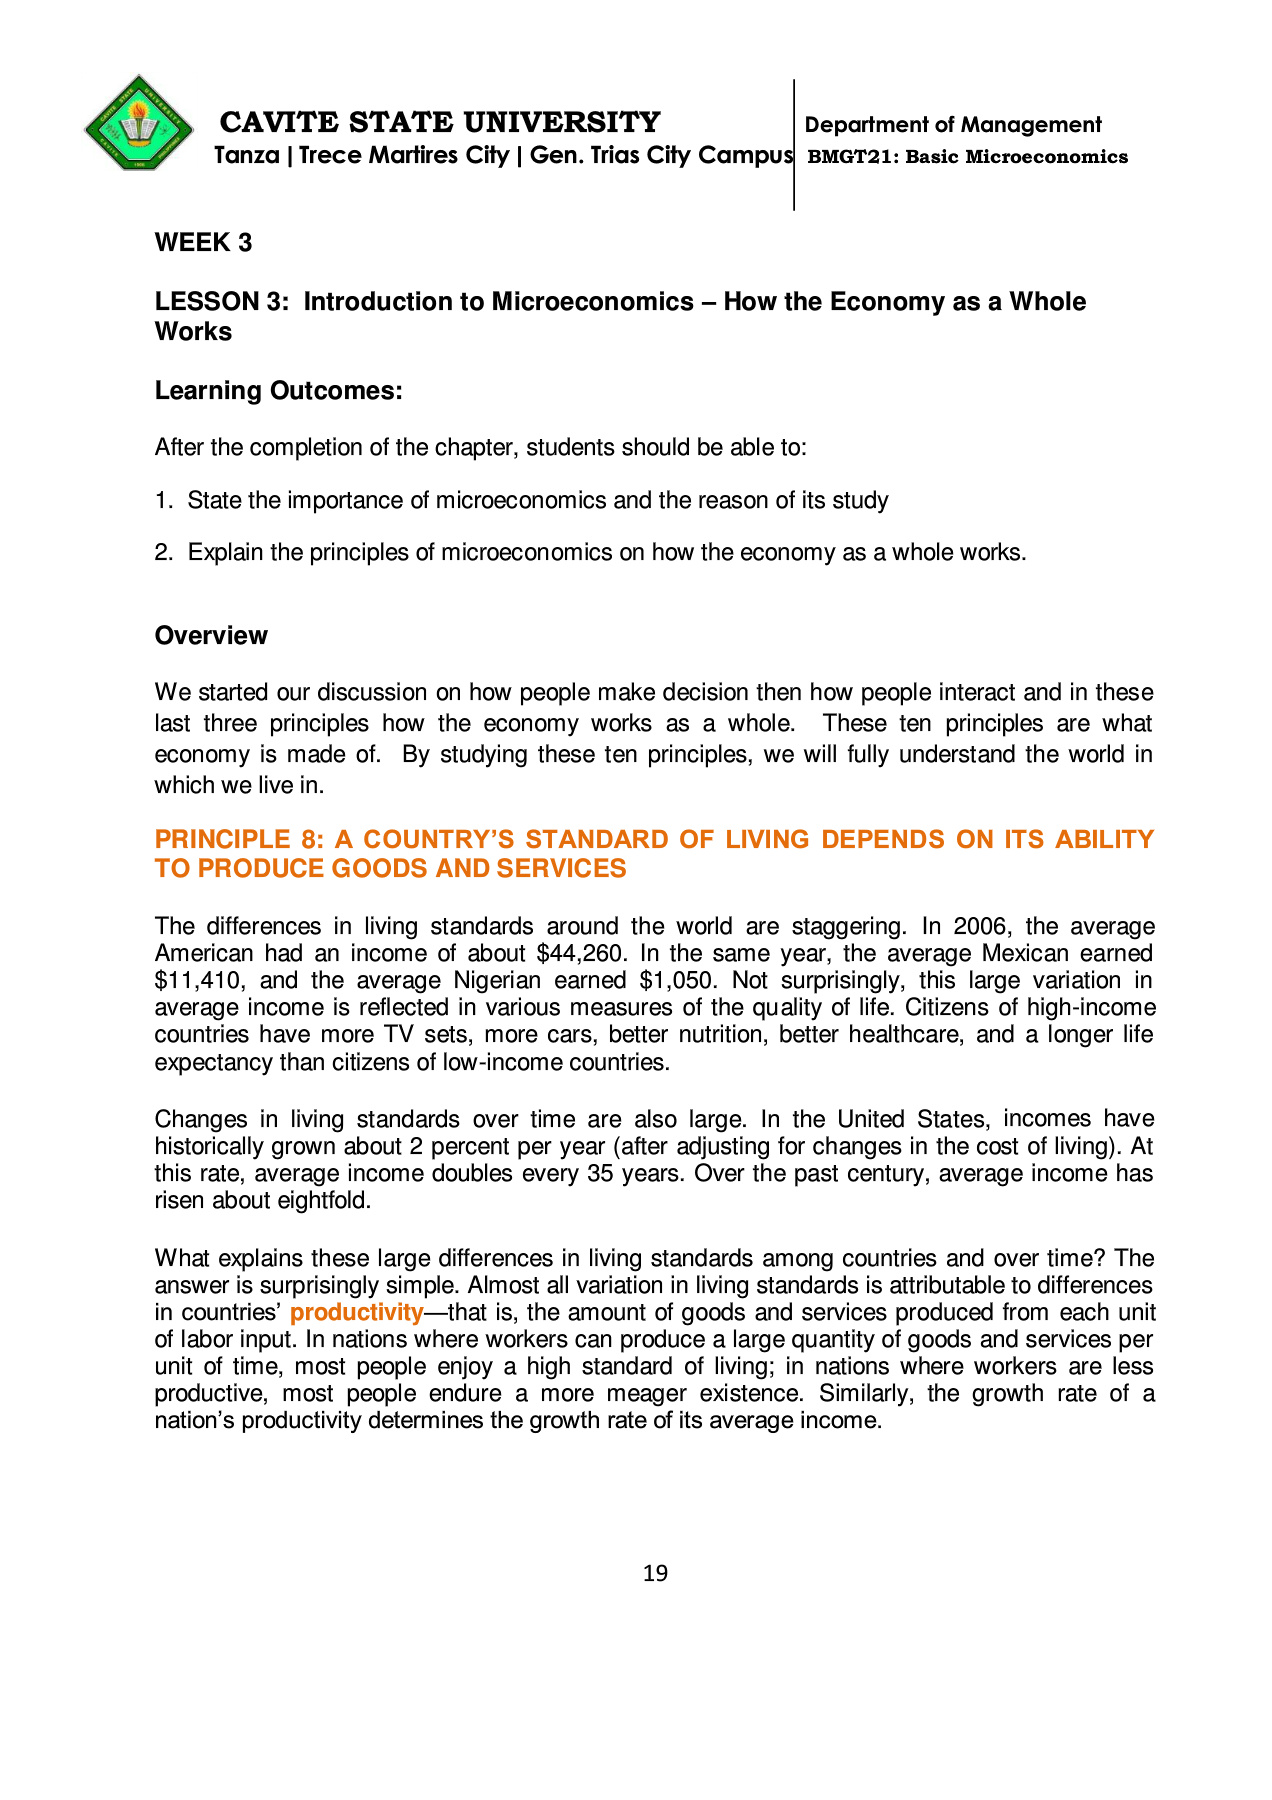 CAVITE STATE UNIVERSITY
Tanza | Trece Martires City | Gen. Trias City Campus
Department of Management
BMGT21: Basic Microeconomics
WEEK 3
LESSON 3:  Introduction to Microeconomics – How the Economy as a Whole
Works
Learning Outcomes:
After the completion of the chapter, students should be able to:
1.  State the importance of microeconomics and the reason of its study
2.  Explain the principles of microeconomics on how the economy as a whole works.
Overview
We started our discussion on how people make decision then how people interact and in these
last three principles how the economy works as a whole.  These ten principles are what
economy is made of.  By studying these ten principles, we will fully understand the world in
which we live in.
PRINCIPLE 8: A COUNTRY’S STANDARD OF LIVING DEPENDS ON ITS ABILITY
TO PRODUCE GOODS AND SERVICES
The differences in living standards around the world are staggering. In 2006, the average
American had an income of about $44,260. In the same year, the average Mexican earned
$11,410, and the average Nigerian earned $1,050. Not surprisingly, this large variation in
average income is reflected in various measures of the quality of life. Citizens of high-income
countries have more TV sets, more cars, better nutrition, better healthcare, and a longer life
expectancy than citizens of low-income countries.
Changes in living standards over time are also large. In the United States, incomes have
historically grown about 2 percent per year (after adjusting for changes in the cost of living). At
this rate, average income doubles every 35 years. Over the past century, average income has
risen about eightfold.
What explains these large differences in living standards among countries and over time? The
answer is surprisingly simple. Almost all variation in living standards is attributable to differences
in countries’ productivity—that is, the amount of goods and services produced from each unit
of labor input. In nations where workers can produce a large quantity of goods and services per
unit of time, most people enjoy a high standard of living; in nations where workers are less
productive, most people endure a more meager existence. Similarly, the growth rate of a
nation’s productivity determines the growth rate of its average income.
19